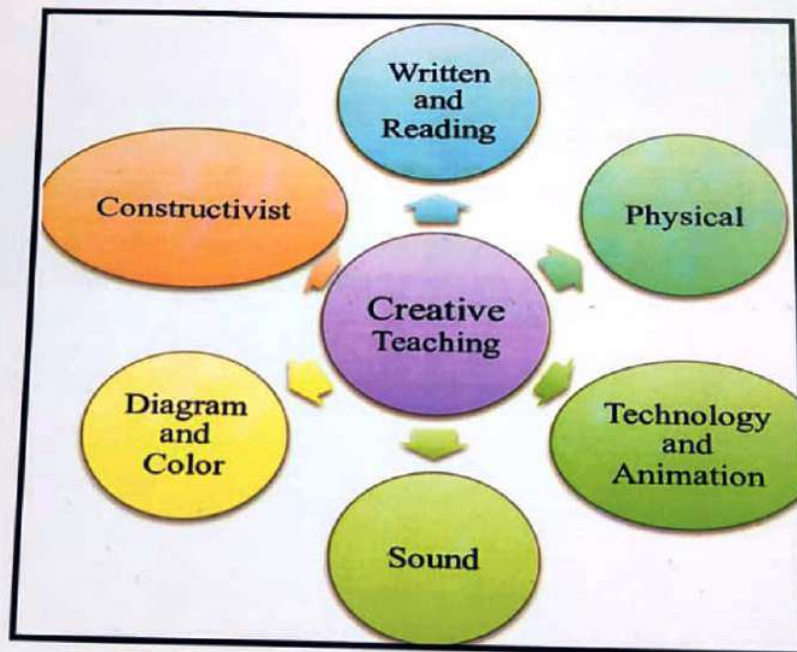 Written
and
Reading
Constructivist
Physical
Creative
Teaching
Diagram
and
Color
Technology
and
Animation
Sound